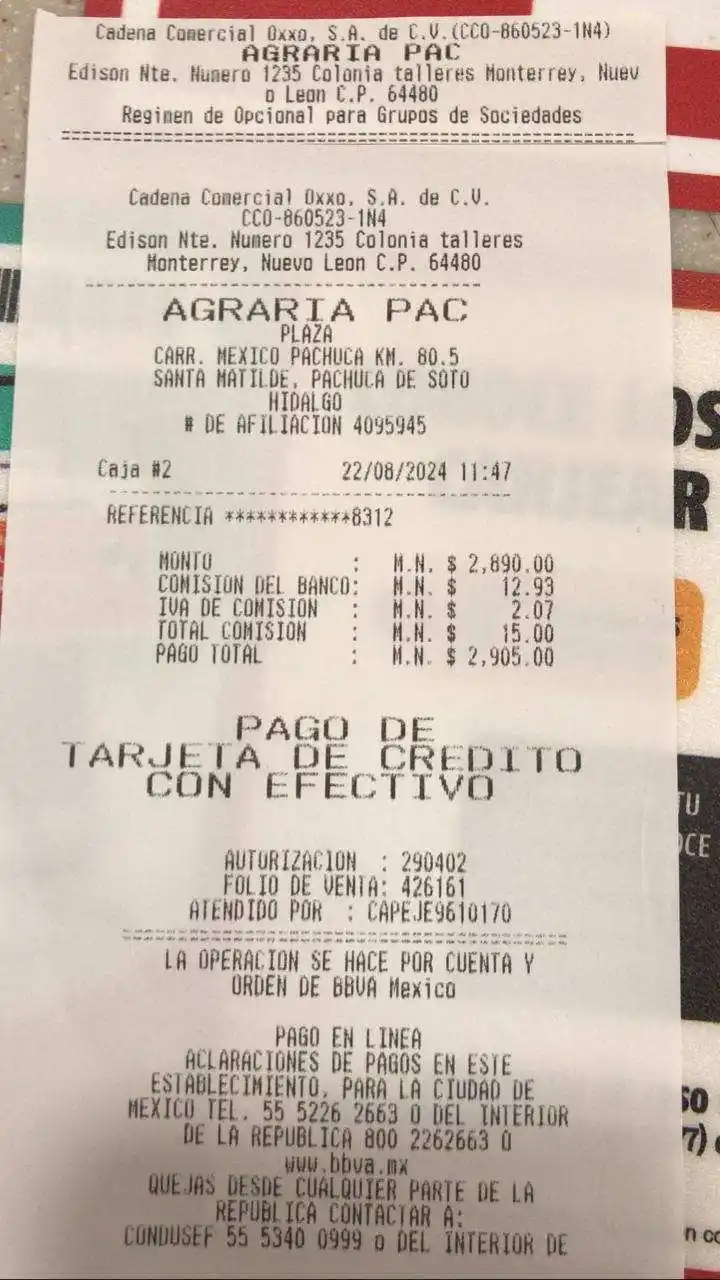 Cadena Comercial Oxxo, S.A. de C.V.(CCO-860523-1N4)
AGRARIA PAC
Edison Nte. Numero 1235 Colonia talleres Monterrey, Nuev
o Leon C.P. 64480
Regimen de Opcional para Grupos de Sociedades
Cadena Comercial Oxxo, S.A. de C.V.
CCO-860523-1N4
Edison Nte. Numero 1235 Colonia talleres
Monterrey, Nuevo Leon C.P. 64480
AGRARIA PAC
PLAZA
CARR. MEXICO PACHUCA KM. 80.5
SANTA MATILDE, PACHUCA DE SOTO
HIDALGO
# DE AFILIACION 4095945
Caja #2 22/08/2024 11:47
REFERENCIA ************8312
MONTO : M.N. $ 2,890.00
COMISION DEL BANCO: M.N. $ 12.93
IVA DE COMISION : M.N. $ 2.07
TOTAL COMISION : M.N. $ 15.00
PAGO TOTAL : M.N. $ 2,905.00
PAGO DE
TARJETA DE CREDITO
CON EFECTIVO
AUTORIZACION : 290402
FOLIO DE VENTA: 426161
ATENDIDO POR : CAPEJE9610170
LA OPERACION SE HACE POR CUENTA Y
ORDEN DE BBVA Mexico
PAGO EN LINEA
ACLARACIONES DE PAGOS EN ESTE
ESTABLECIMIENTO, PARA LA CIUDAD DE
MEXICO TEL. 55 5226 2663 O DEL INTERIOR
DE LA REPUBLICA 800 2262663 O
www.bbva.mx
QUEJAS DESDE CUALQUIER PARTE DE LA
REPUBLICA CONTACTAR A:
CONDUSEF 55 5340 0999 o DEL INTERIOR DE